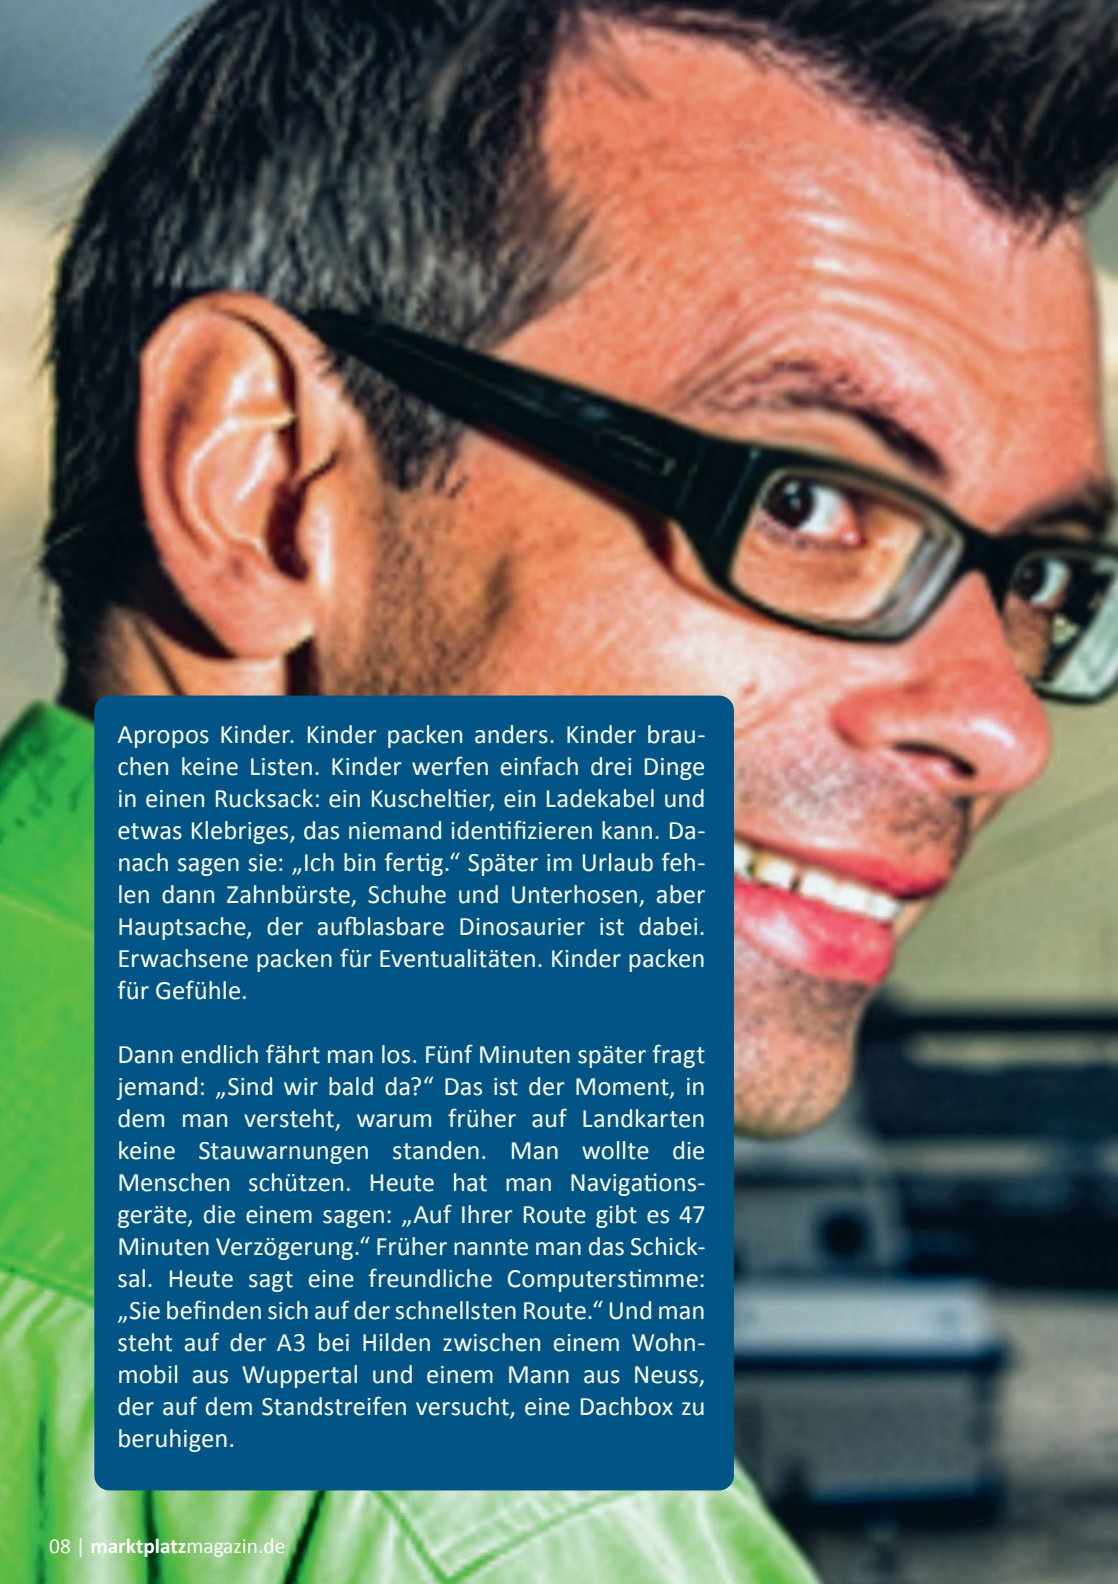 Apropos Kinder. Kinder packen anders. Kinder brau-
chen keine Listen. Kinder werfen einfach drei Dinge
in einen Rucksack: ein Kuscheltier, ein Ladekabel und
etwas Klebriges, das niemand identifizieren kann. Da-
nach sagen sie: „Ich bin fertig.“ Später im Urlaub feh-
len dann Zahnbürste, Schuhe und Unterhosen, aber
Hauptsache, der aufblasbare Dinosaurier ist dabei.
Erwachsene packen für Eventualitäten. Kinder packen
für Gefühle.

Dann endlich fährt man los. Fünf Minuten später fragt
jemand: „Sind wir bald da?“ Das ist der Moment, in
dem man versteht, warum früher auf Landkarten
keine Stauwarnungen standen. Man wollte die
Menschen schützen. Heute hat man Navigations-
geräte, die einem sagen: „Auf Ihrer Route gibt es 47
Minuten Verzögerung.“ Früher nannte man das Schick-
sal. Heute sagt eine freundliche Computerstimme:
„Sie befinden sich auf der schnellsten Route.“ Und man
steht auf der A3 bei Hilden zwischen einem Wohn-
mobil aus Wuppertal und einem Mann aus Neuss,
der auf dem Standstreifen versucht, eine Dachbox zu
beruhigen.

08 | marktplatzmagazin.de